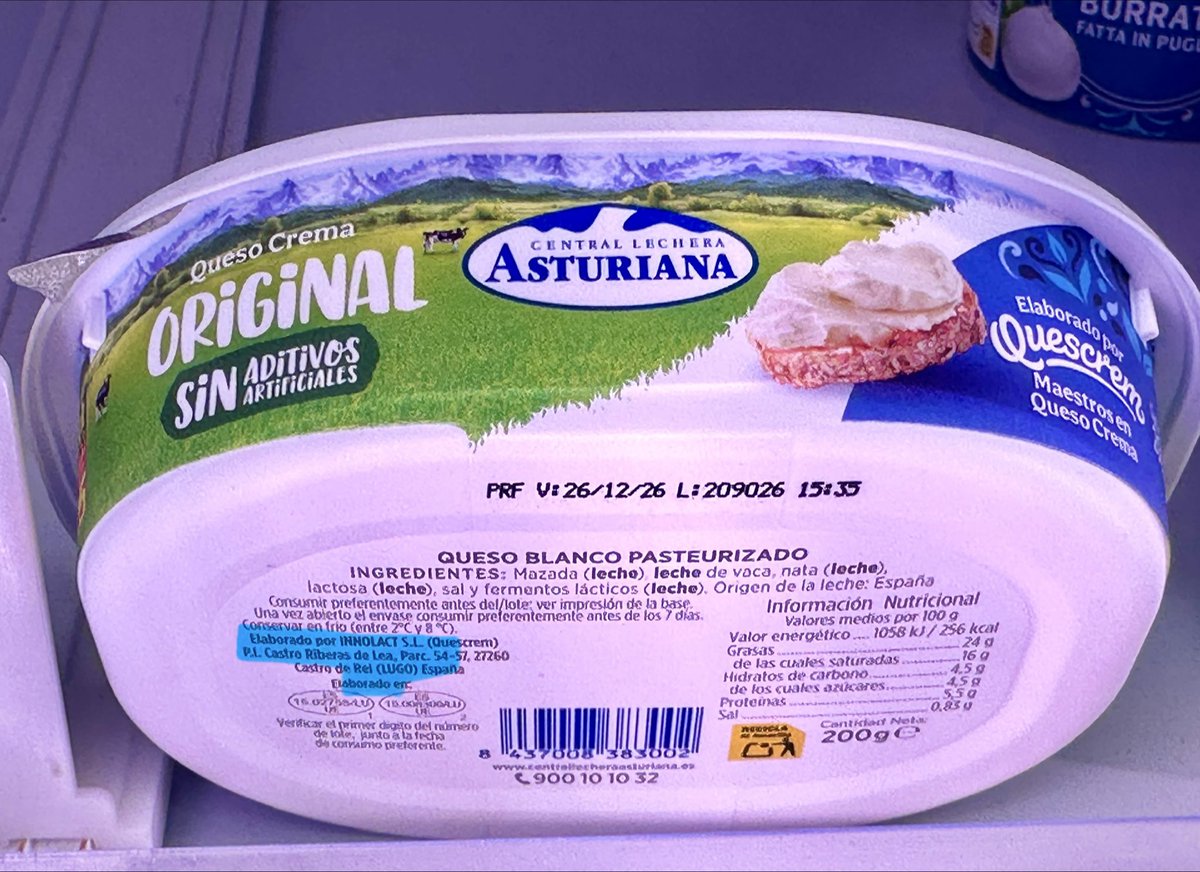 BURRAT
FATTA IN PUGL
Queso Crema
ORiGiNAL
SiN ADiTiVOS
ARTiFiCiALES
CENTRAL LECHERA
ASTURIANA
Elaborado por
Quescrem
Maestros en
Queso Crema
PRF V:26/12/26 L:209026 15:35
QUESO BLANCO PASTEURIZADO
INGREDIENTES: Mazada (leche), leche de vaca, nata (leche),
lactosa (leche), sal y fermentos lácticos (leche). Origen de la leche: España
Consumir preferentemente antes del/lote: ver impresión de la base.
Una vez abierto el envase consumir preferentemente antes de los 7 días.
Conservar en frío (entre 2ºC y 8ºC).
Elaborado por INNOLACT S.L. (Quescrem)
P.I. Castro Riberas de Lea, Parc. 54-57, 27260
Castro de Rei (LUGO) España
Elaborado en:
1 2
Verificar el primer dígito del número
de lote, junto a la fecha
de consumo preferente.
Información Nutricional
Valores medios por 100 g
Valor energético 1058 kJ / 256 kcal
Grasas 24 g
de las cuales saturadas 16 g
Hidratos de carbono 4,5 g
de los cuales azúcares 4,5 g
Proteínas 5,5 g
Sal 0,83 g
8 437008 383002
www.centrallecheraasturiana.es
900 10 10 32
RECICLA
Cantidad Neta:
200g e